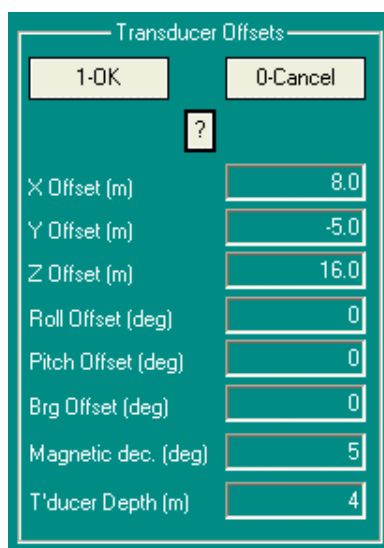 Transducer Offsets
1-OK 0-Cancel
?
X Offset (m) 8.0
Y Offset (m) -5.0
Z Offset (m) 16.0
Roll Offset (deg) 0
Pitch Offset (deg) 0
Brg Offset (deg) 0
Magnetic dec. (deg) 5
T'ducer Depth (m) 4